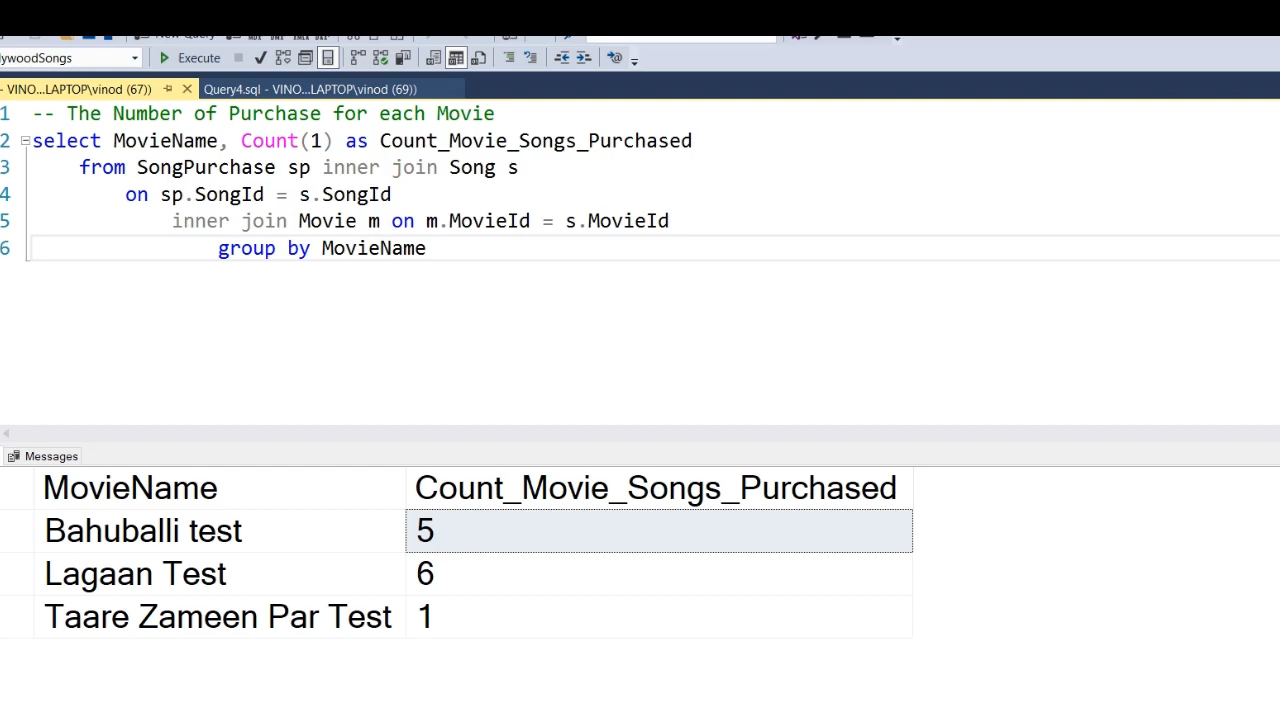 New Query
lywoodSongs
Execute
- VINO...LAPTOP\vinod (67))
Query4.sql - VINO...LAPTOP\vinod (69))
1 -- The Number of Purchase for each Movie
2 select MovieName, Count(1) as Count_Movie_Songs_Purchased
3 from SongPurchase sp inner join Song s
4 on sp.SongId = s.SongId
5 inner join Movie m on m.MovieId = s.MovieId
6 group by MovieName
Messages
MovieName Count_Movie_Songs_Purchased
Bahuballi test 5
Lagaan Test 6
Taare Zameen Par Test 1